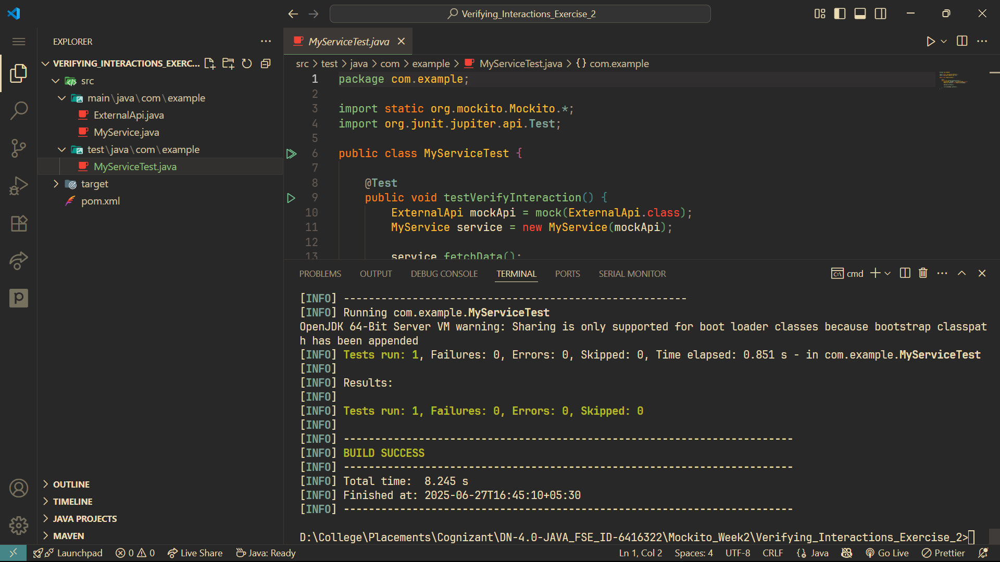 Verifying_Interactions_Exercise_2
EXPLORER
VERIFYING_INTERACTIONS_EXERC...
src
main\java\com\example
ExternalApi.java
MyService.java
test\java\com\example
MyServiceTest.java
target
pom.xml
OUTLINE
TIMELINE
JAVA PROJECTS
MAVEN
MyServiceTest.java
src > test > java > com > example > MyServiceTest.java > {} com.example
1 package com.example;
2
3 import static org.mockito.Mockito.*;
4 import org.junit.jupiter.api.Test;
5
6 public class MyServiceTest {
7
8 @Test
9 public void testVerifyInteraction() {
10 ExternalApi mockApi = mock(ExternalApi.class);
11 MyService service = new MyService(mockApi);
12
13 service.fetchData();
PROBLEMS OUTPUT DEBUG CONSOLE TERMINAL PORTS SERIAL MONITOR cmd
[INFO] -------------------------------------------------------
[INFO] Running com.example.MyServiceTest
OpenJDK 64-Bit Server VM warning: Sharing is only supported for boot loader classes because bootstrap classpat
h has been appended
[INFO] Tests run: 1, Failures: 0, Errors: 0, Skipped: 0, Time elapsed: 0.851 s - in com.example.MyServiceTest
[INFO]
[INFO] Results:
[INFO]
[INFO] Tests run: 1, Failures: 0, Errors: 0, Skipped: 0
[INFO]
[INFO] ------------------------------------------------------------------------
[INFO] BUILD SUCCESS
[INFO] ------------------------------------------------------------------------
[INFO] Total time:  8.245 s
[INFO] Finished at: 2025-06-27T16:45:10+05:30
[INFO] ------------------------------------------------------------------------
D:\College\Placements\Cognizant\DN-4.0-JAVA_FSE_ID-6416322\Mockito_Week2\Verifying_Interactions_Exercise_2>
Launchpad 0 0 Live Share Java: Ready Ln 1, Col 2 Spaces: 4 UTF-8 CRLF Java Go Live Prettier